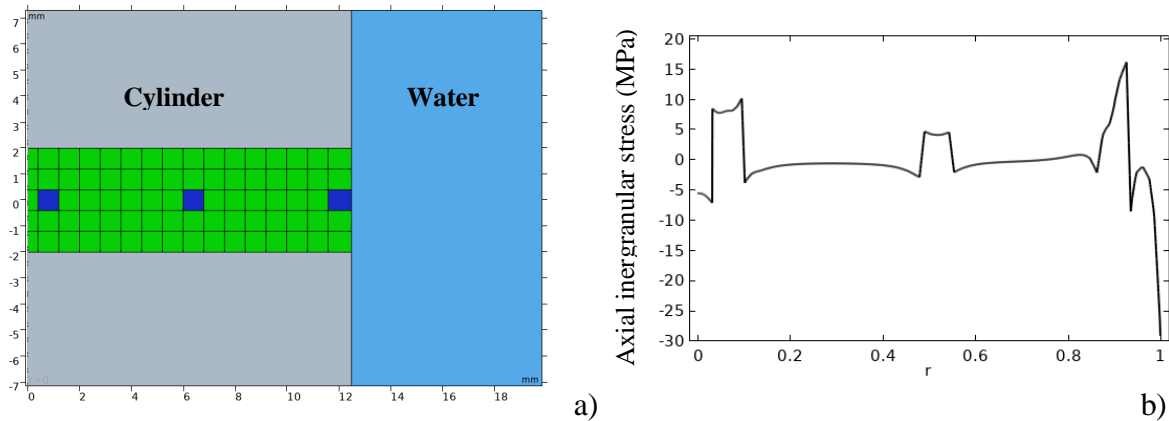 mm
7
6
5
4
3
2
1
0
-1
-2
-3
-4
-5
-6
-7
Cylinder Water
r=0
mm
0 2 4 6 8 10 12 14 16 18
a)
Axial inergranular stress (MPa)
20
15
10
5
0
-5
-10
-15
-20
-25
-30
0 0.2 0.4 0.6 0.8 1
r
b)